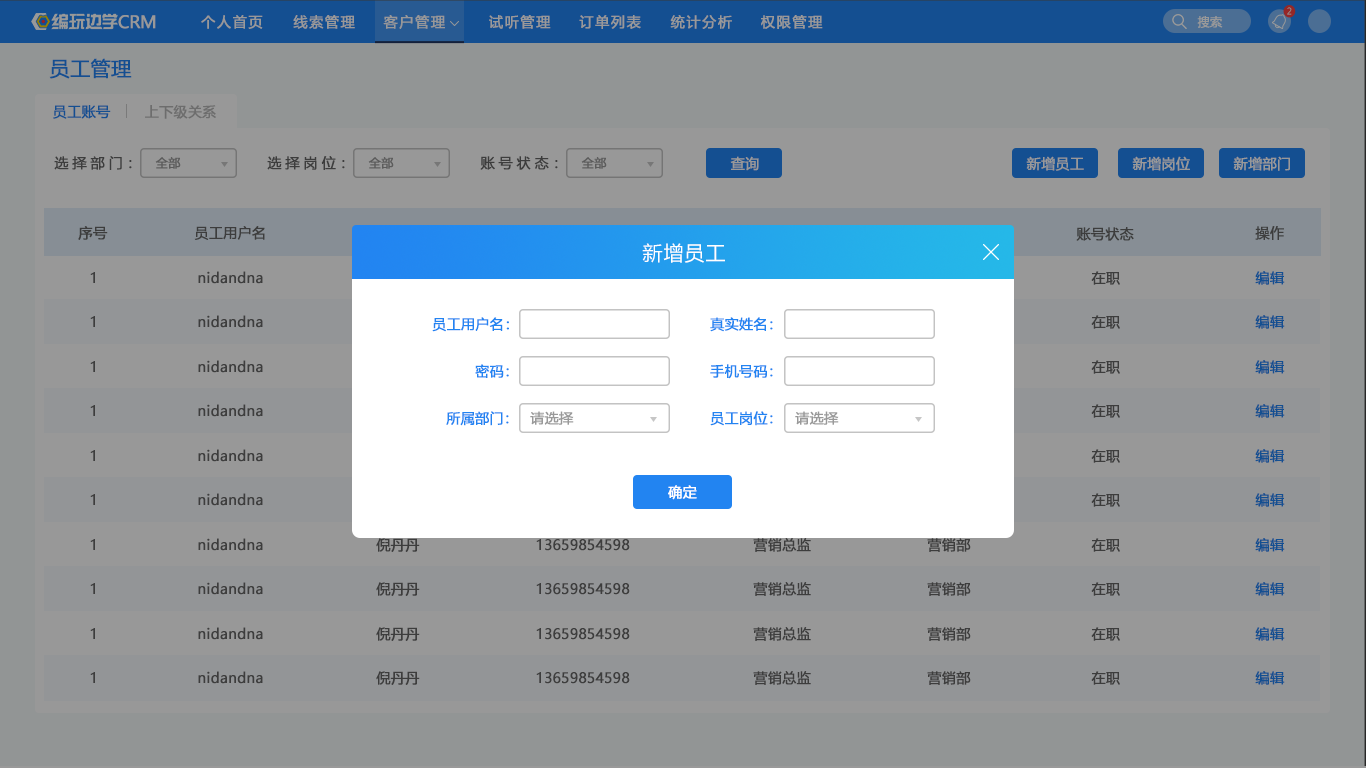 编玩边学CRM 个人首页 线索管理 客户管理 试听管理 订单列表 统计分析 权限管理 搜索 2
员工管理
员工账号 上下级关系
选择部门: 全部 选择岗位: 全部 账号状态: 全部 查询 新增员工 新增岗位 新增部门
序号 员工用户名 账号状态 操作
新增员工
1 nidandna 在职 编辑
1 nidandna 在职 编辑
员工用户名: 真实姓名:
1 nidandna 在职 编辑
密码: 手机号码:
1 nidandna 在职 编辑
所属部门: 请选择 员工岗位: 请选择
1 nidandna 在职 编辑
1 nidandna 在职 编辑
确定
1 nidandna 倪丹丹 13659854598 营销总监 营销部 在职 编辑
1 nidandna 倪丹丹 13659854598 营销总监 营销部 在职 编辑
1 nidandna 倪丹丹 13659854598 营销总监 营销部 在职 编辑
1 nidandna 倪丹丹 13659854598 营销总监 营销部 在职 编辑